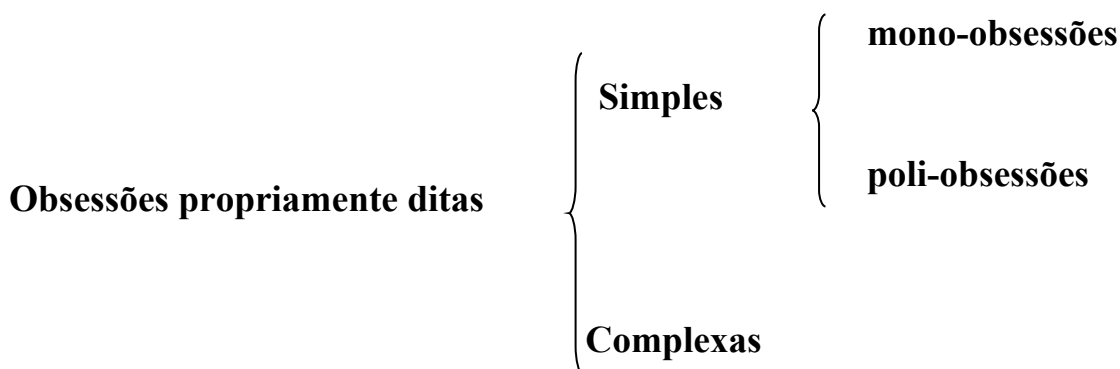 mono-obsessões
Simples
poli-obsessões
Obsessões propriamente ditas
Complexas